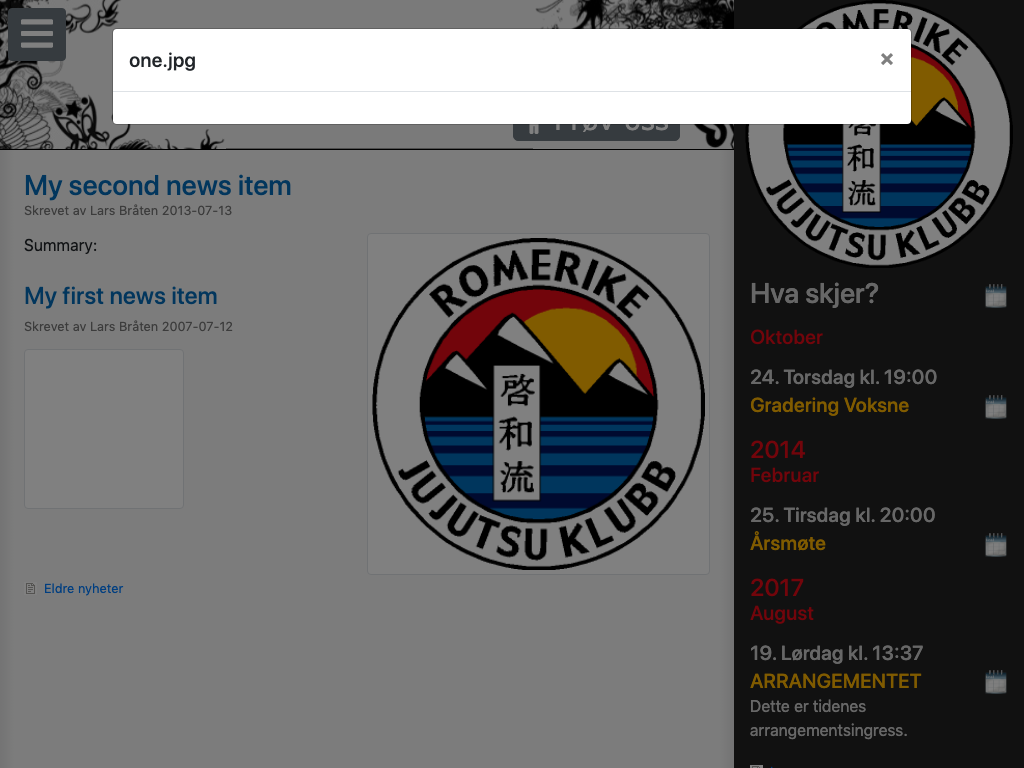 one.jpg
×
Prøv oss
My second news item
Skrevet av Lars Bråten 2013-07-13
Summary:
ROMERIKE
啓
和
流
JUJUTSU KLUBB
My first news item
Skrevet av Lars Bråten 2007-07-12
Eldre nyheter
ROMERIKE
啓
和
流
JUJUTSU KLUBB
Hva skjer?
Oktober
24. Torsdag kl. 19:00
Gradering Voksne
2014
Februar
25. Tirsdag kl. 20:00
Årsmøte
2017
August
19. Lørdag kl. 13:37
ARRANGEMENTET
Dette er tidenes
arrangementsingress.